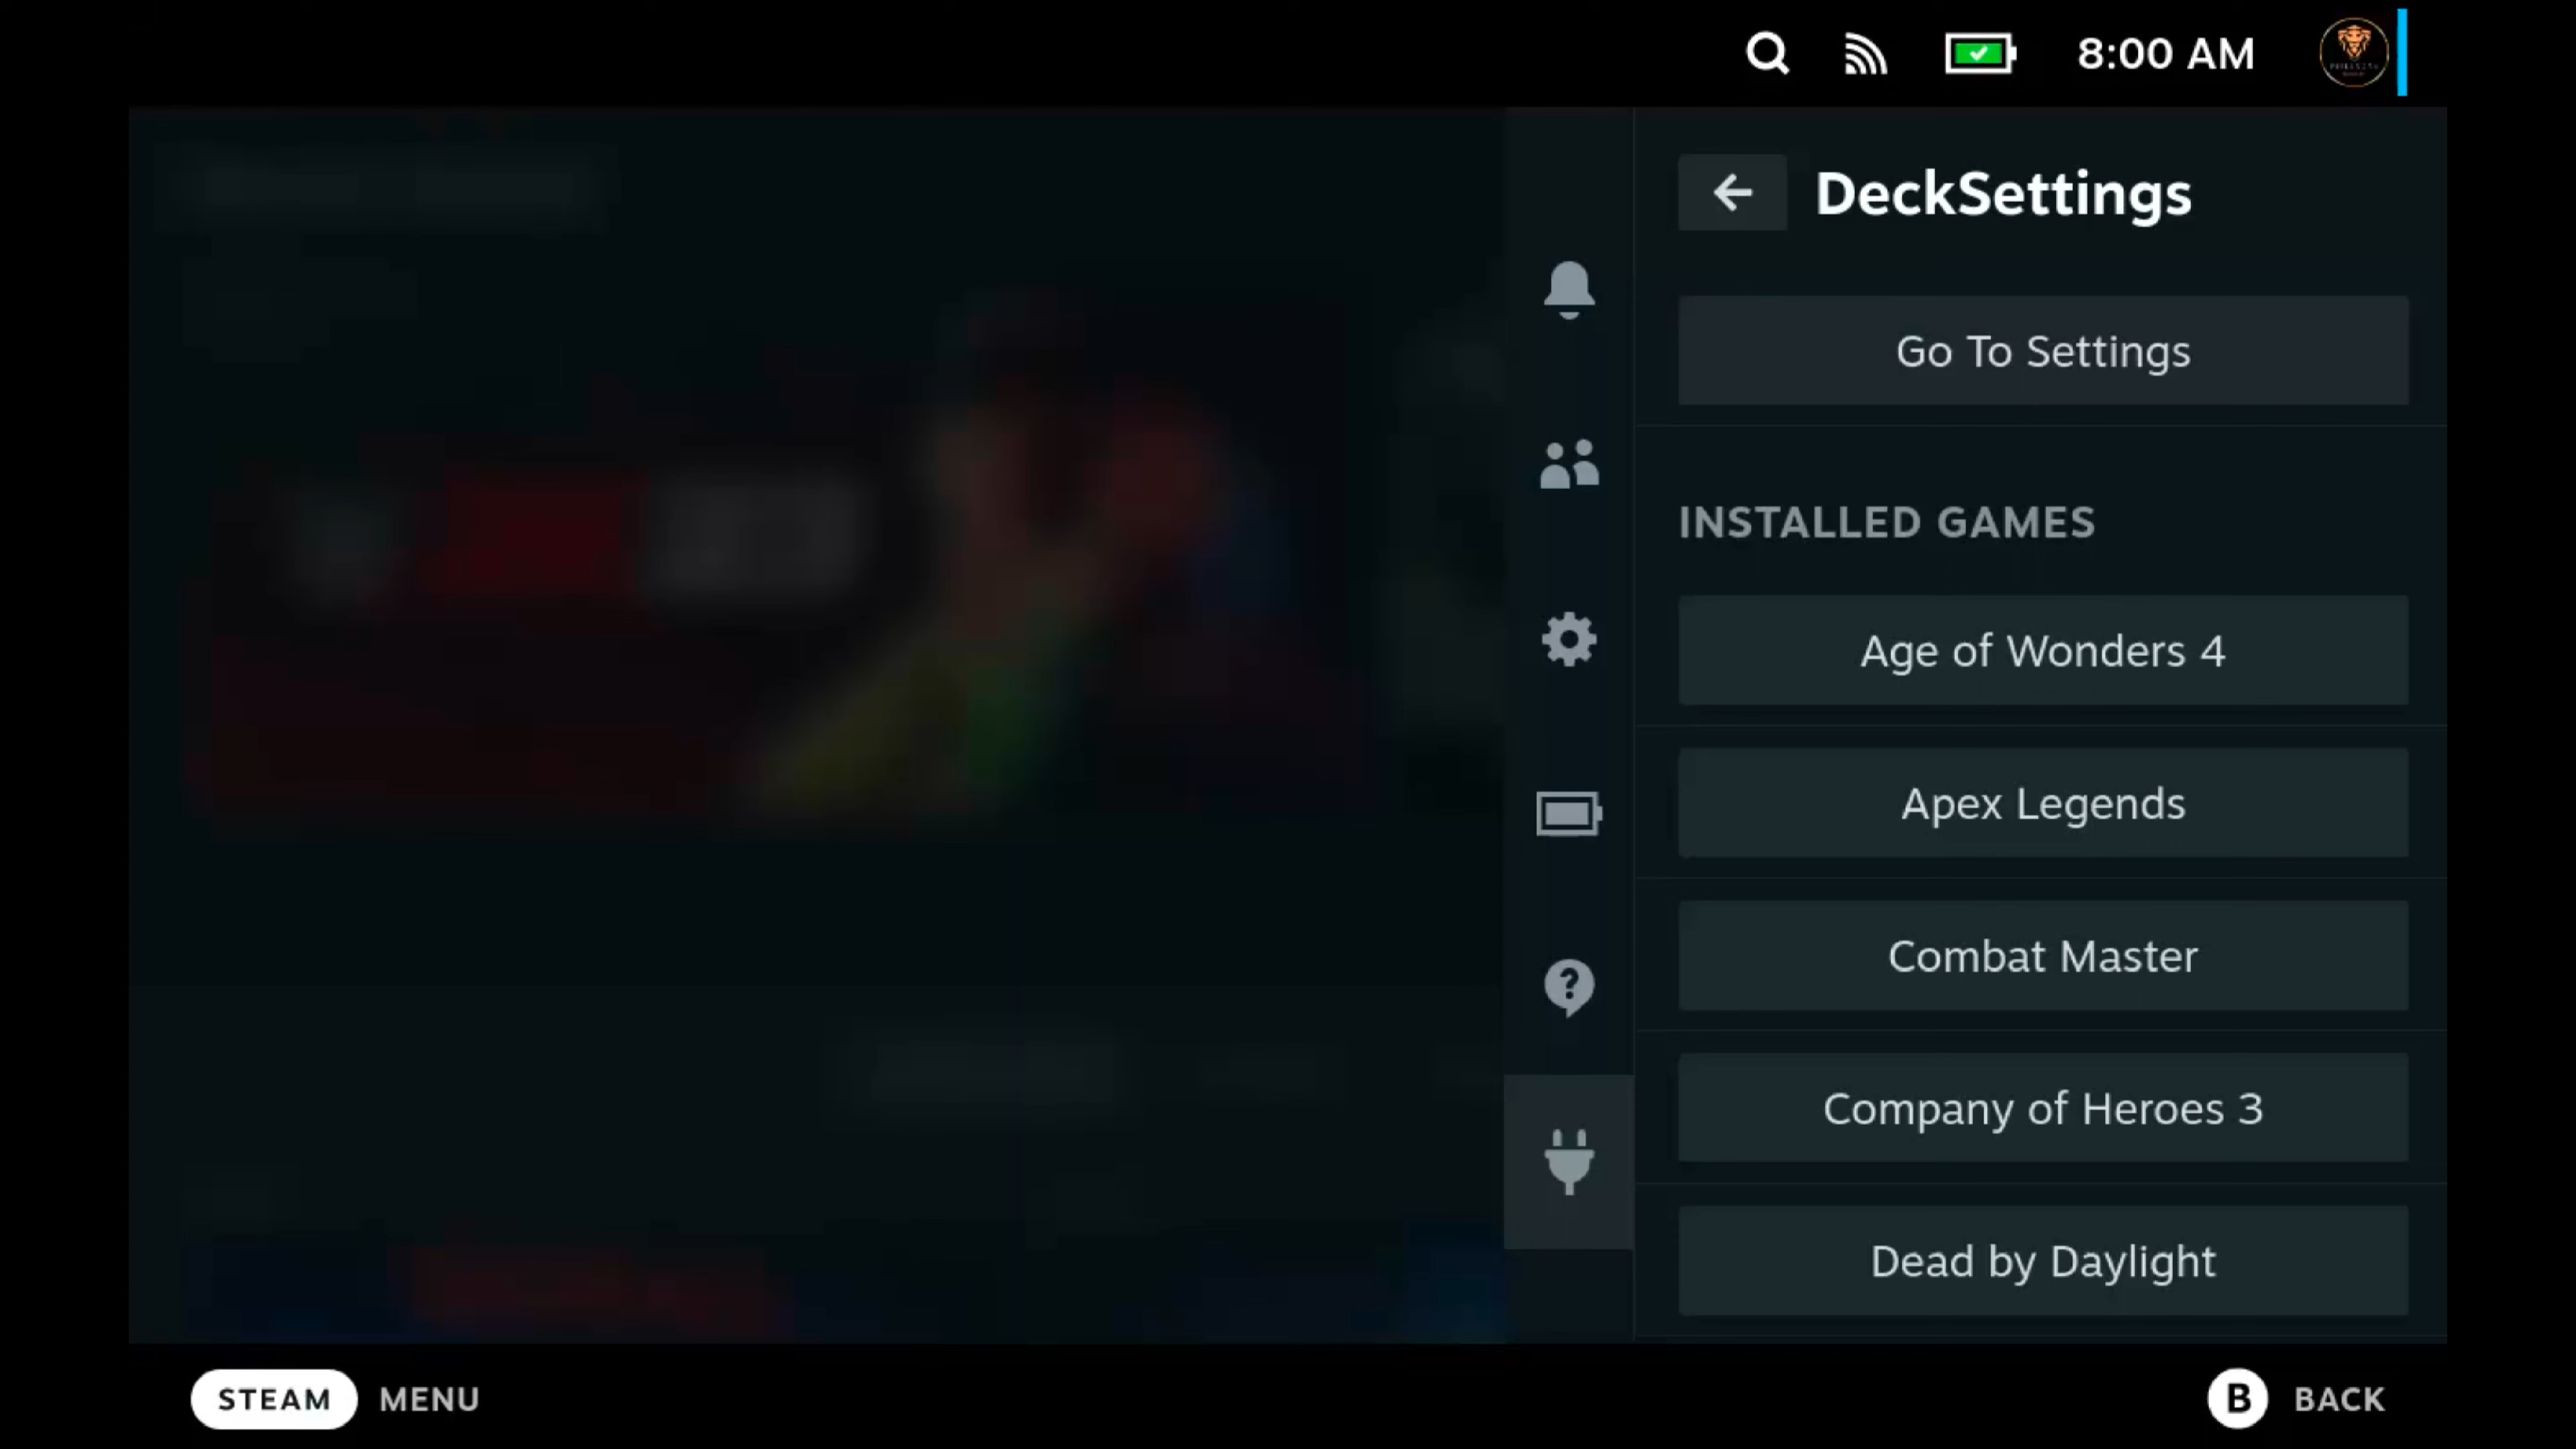 8:00 AM
DeckSettings
Go To Settings
INSTALLED GAMES
Age of Wonders 4
Apex Legends
Combat Master
Company of Heroes 3
Dead by Daylight
STEAM MENU
B BACK